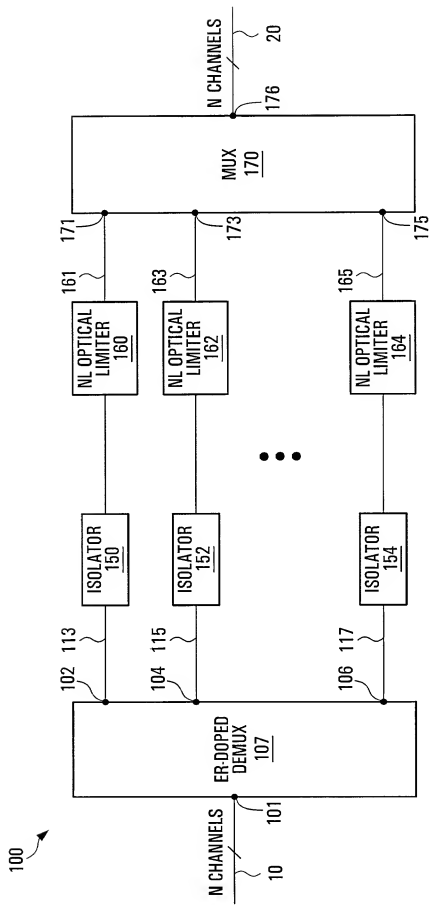 100
N CHANNELS
10
101
ER-DOPED
DEMUX
107
102
104
106
113
115
117
ISOLATOR
150
ISOLATOR
152
ISOLATOR
154
NL OPTICAL
LIMITER
160
NL OPTICAL
LIMITER
162
NL OPTICAL
LIMITER
164
161
163
165
171
173
175
MUX
170
176
N CHANNELS
20